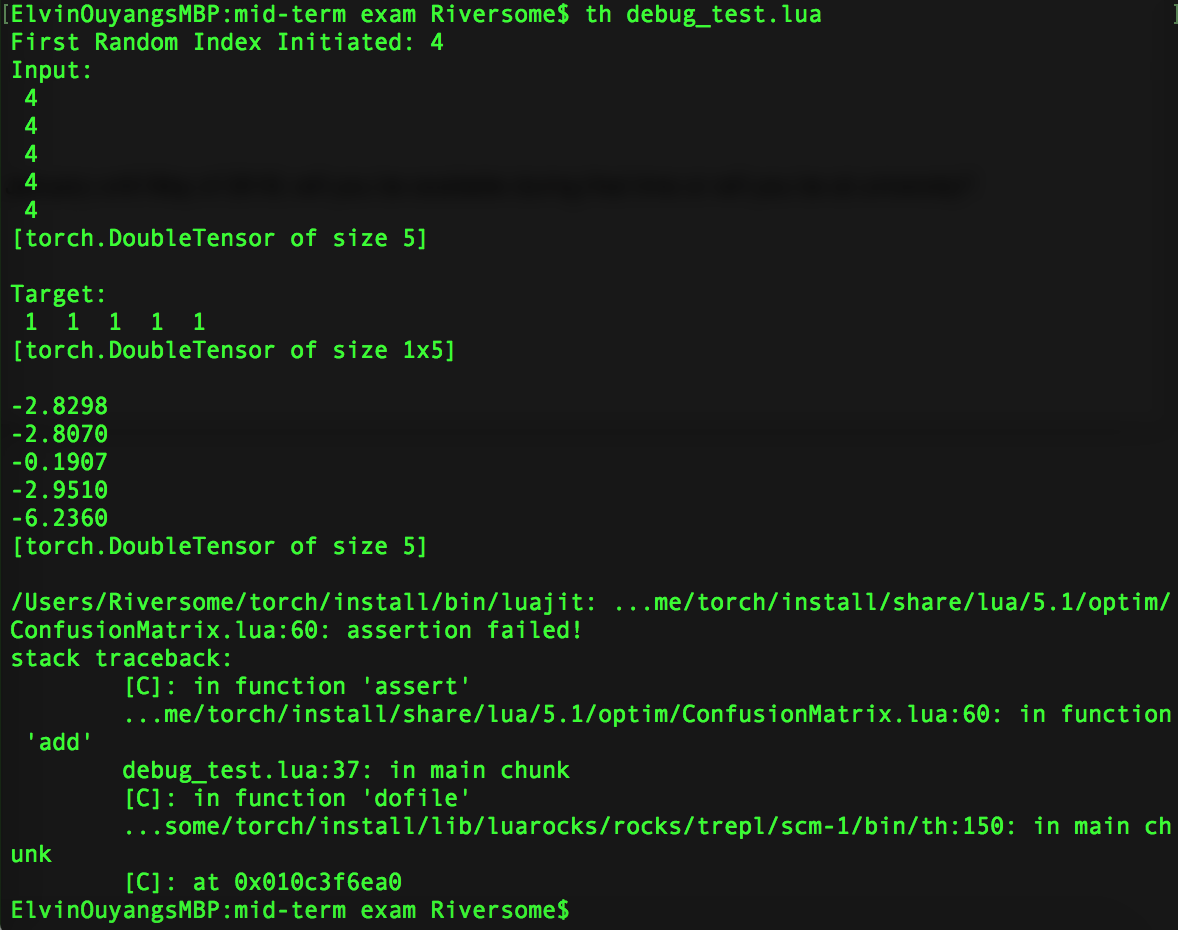 [ElvinOuyangsMBP:mid-term exam Riversome$ th debug_test.lua ]
First Random Index Initiated: 4
Input:
 4
 4
 4
 4
 4
[torch.DoubleTensor of size 5]

Target:
 1  1  1  1  1
[torch.DoubleTensor of size 1x5]

-2.8298
-2.8070
-0.1907
-2.9510
-6.2360
[torch.DoubleTensor of size 5]

/Users/Riversome/torch/install/bin/luajit: ...me/torch/install/share/lua/5.1/optim/
ConfusionMatrix.lua:60: assertion failed!
stack traceback:
        [C]: in function 'assert'
        ...me/torch/install/share/lua/5.1/optim/ConfusionMatrix.lua:60: in function
 'add'
        debug_test.lua:37: in main chunk
        [C]: in function 'dofile'
        ...some/torch/install/lib/luarocks/rocks/trepl/scm-1/bin/th:150: in main ch
unk
        [C]: at 0x010c3f6ea0
ElvinOuyangsMBP:mid-term exam Riversome$